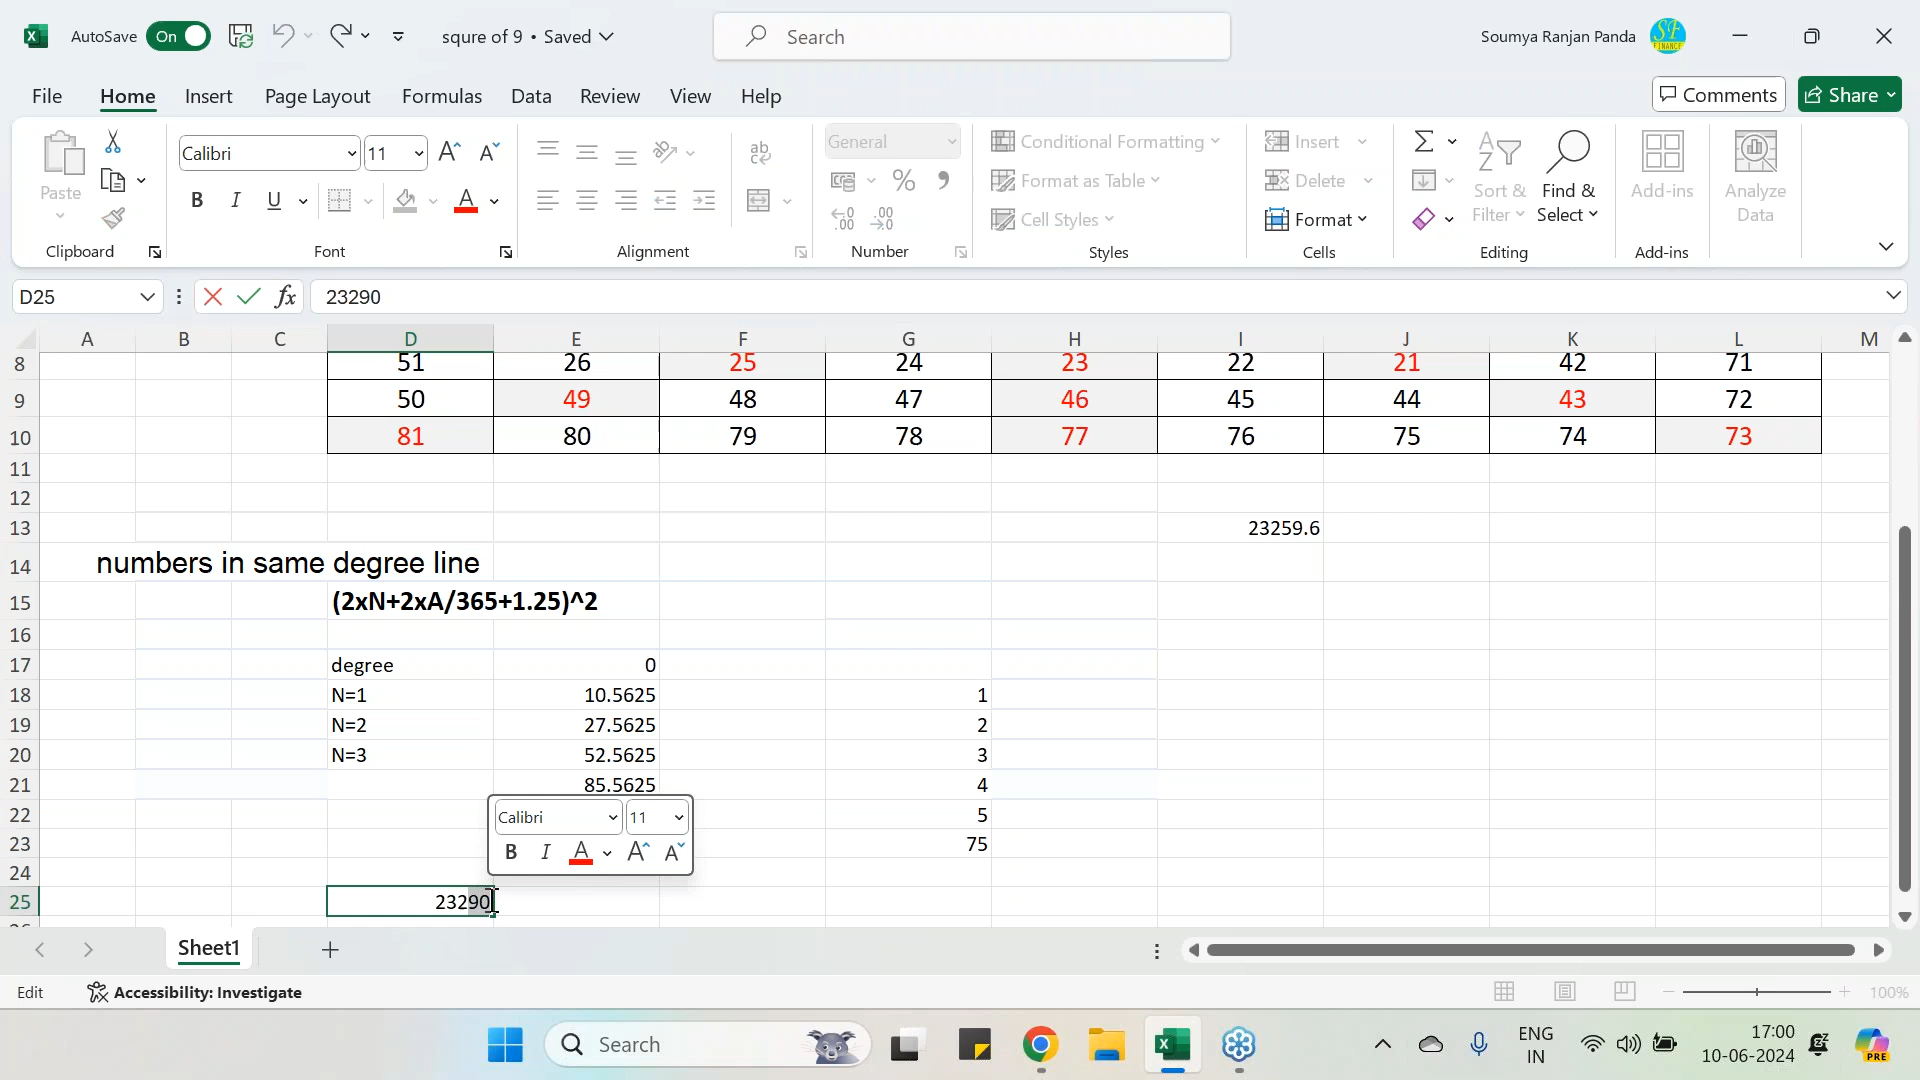 AutoSave On squre of 9 • Saved Search Soumya Ranjan Panda SF FINANCE
File Home Insert Page Layout Formulas Data Review View Help Comments Share
Paste
Calibri 11 A A
B I U A
ab
General
% ,
.00 .00
Conditional Formatting
Format as Table
Cell Styles
Insert
Delete
Format
Sort & Filter
Find & Select
Add-ins
Analyze Data
Clipboard Font Alignment Number Styles Cells Editing Add-ins
D25 fx 23290
A B C D E F G H I J K L M
8 51 26 25 24 23 22 21 42 71
9 50 49 48 47 46 45 44 43 72
10 81 80 79 78 77 76 75 74 73
11
12
13 23259.6
14 numbers in same degree line
15 (2xN+2xA/365+1.25)^2
16
17 degree 0
18 N=1 10.5625 1
19 N=2 27.5625 2
20 N=3 52.5625 3
21 85.5625 4
22 5
23 75
24
25 23290
Calibri 11
B I A A A
Sheet1
Edit Accessibility: Investigate 100%
Search ENG IN 17:00 10-06-2024 PRE